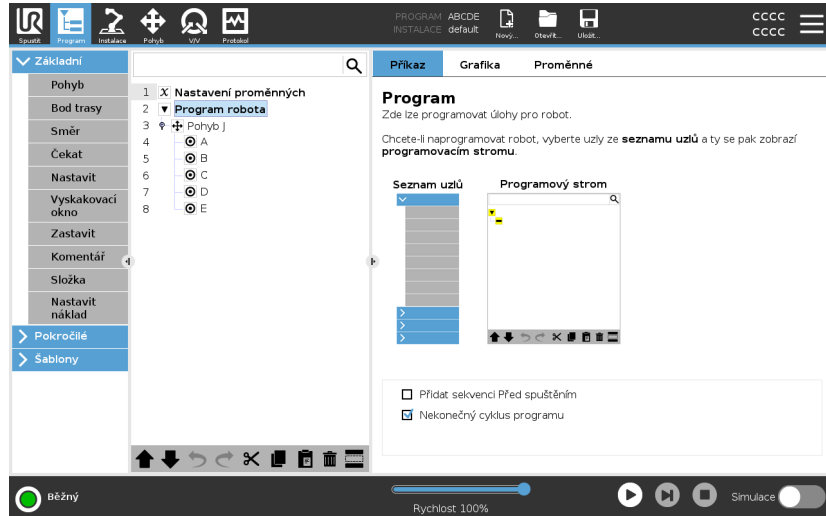 UR
PROGRAM ABCDE
INSTALACE default
CCCC
CCCC
Spustit Program Instalace Pohyb V/V Protokol
Nový... Otevřít... Uložit...
Základní
Pohyb
Bod trasy
Směr
Čekat
Nastavit
Vyskakovací
okno
Zastavit
Komentář
Složka
Nastavit
náklad
Pokročilé
Šablony
1 X Nastavení proměnných
2 Program robota
3 Pohyb J
4 A
5 B
6 C
7 D
8 E
Příkaz Grafika Proměnné
Program
Zde lze programovat úlohy pro robot.
Chcete-li naprogramovat robot, vyberte uzly ze seznamu uzlů a ty se pak zobrazí
programovacím stromu.
Seznam uzlů Programový strom
Přidat sekvenci Před spuštěním
Nekonečný cyklus programu
Běžný
Rychlost 100%
Simulace